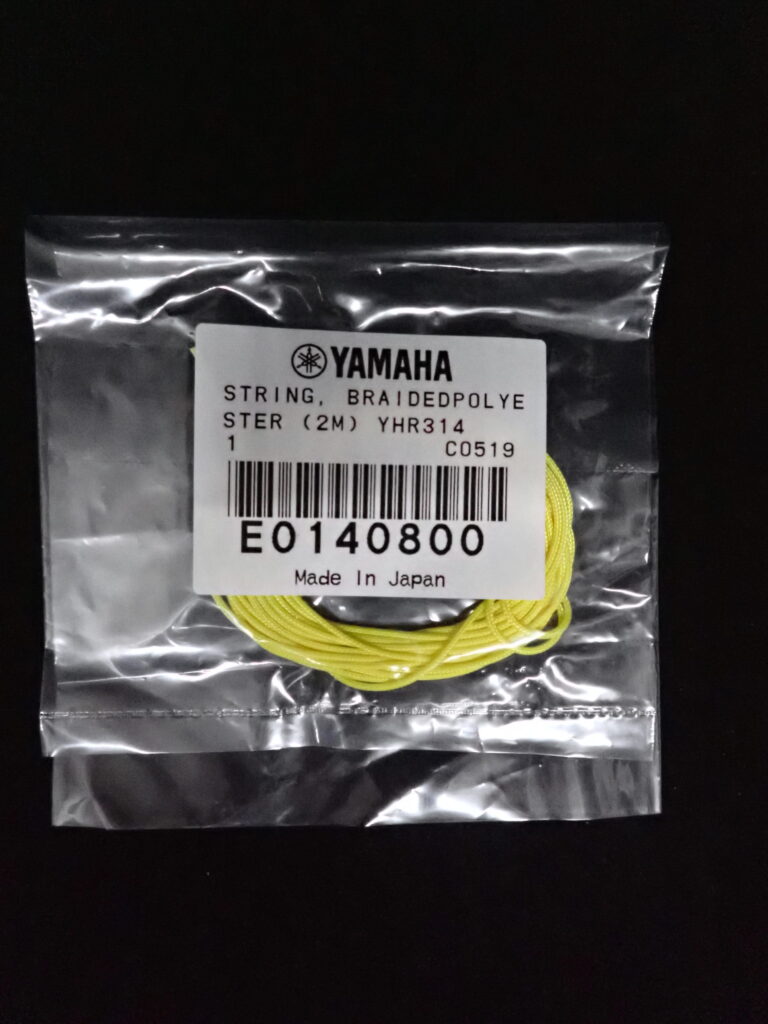 YAMAHA
STRING, BRAIDEDPOLYE
STER (2M) YHR314
1 C0519
E0140800
Made In Japan